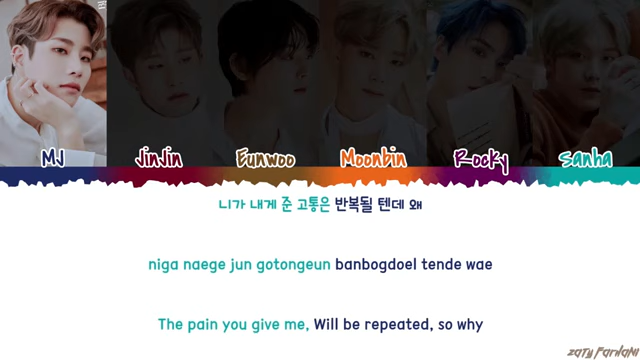 MJ JinJin Eunwoo Moonbin Rocky Sanha
니가 내게 준 고통은 반복될 텐데 왜
niga naege jun gotongeun banbogdoel tende wae
The pain you give me, Will be repeated, so why
ZaTy FarhaNi